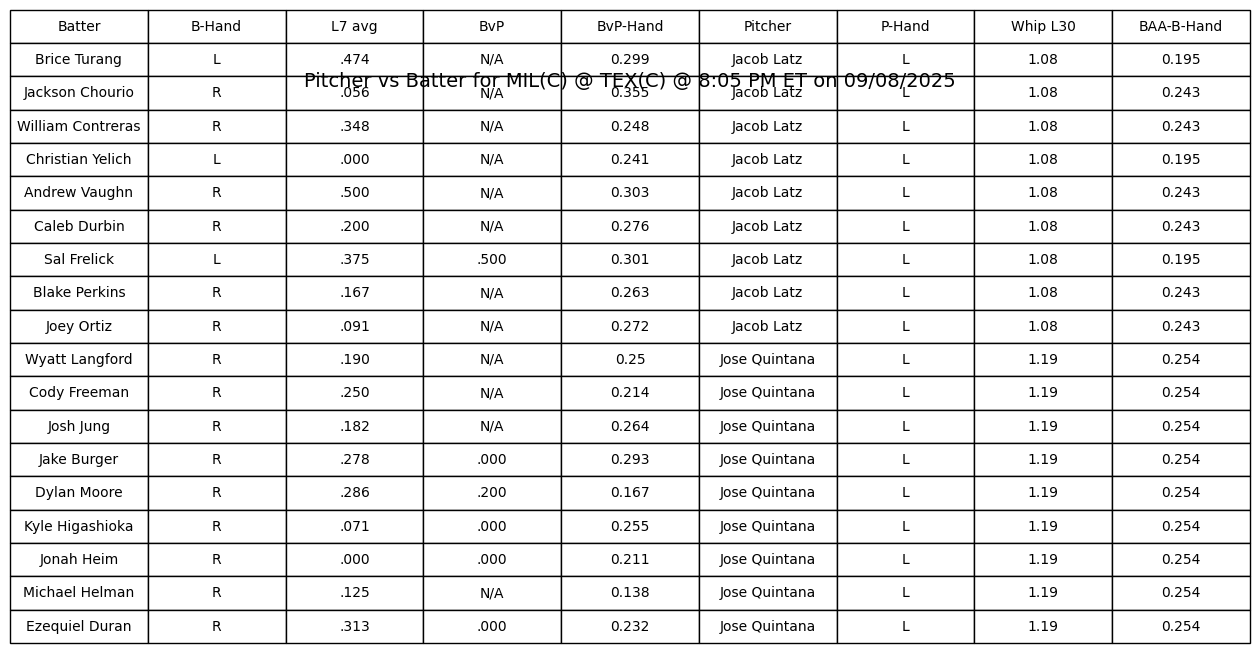 Batter B-Hand L7 avg BvP BvP-Hand Pitcher P-Hand Whip L30 BAA-B-Hand
Brice Turang L .474 N/A 0.299 Jacob Latz L 1.08 0.195
Pitcher vs Batter for MIL(C) @ TEX(C) @ 8:05 PM ET on 09/08/2025
Jackson Chourio R .056 N/A 0.355 Jacob Latz L 1.08 0.243
William Contreras R .348 N/A 0.248 Jacob Latz L 1.08 0.243
Christian Yelich L .000 N/A 0.241 Jacob Latz L 1.08 0.195
Andrew Vaughn R .500 N/A 0.303 Jacob Latz L 1.08 0.243
Caleb Durbin R .200 N/A 0.276 Jacob Latz L 1.08 0.243
Sal Frelick L .375 .500 0.301 Jacob Latz L 1.08 0.195
Blake Perkins R .167 N/A 0.263 Jacob Latz L 1.08 0.243
Joey Ortiz R .091 N/A 0.272 Jacob Latz L 1.08 0.243
Wyatt Langford R .190 N/A 0.25 Jose Quintana L 1.19 0.254
Cody Freeman R .250 N/A 0.214 Jose Quintana L 1.19 0.254
Josh Jung R .182 N/A 0.264 Jose Quintana L 1.19 0.254
Jake Burger R .278 .000 0.293 Jose Quintana L 1.19 0.254
Dylan Moore R .286 .200 0.167 Jose Quintana L 1.19 0.254
Kyle Higashioka R .071 .000 0.255 Jose Quintana L 1.19 0.254
Jonah Heim R .000 .000 0.211 Jose Quintana L 1.19 0.254
Michael Helman R .125 N/A 0.138 Jose Quintana L 1.19 0.254
Ezequiel Duran R .313 .000 0.232 Jose Quintana L 1.19 0.254